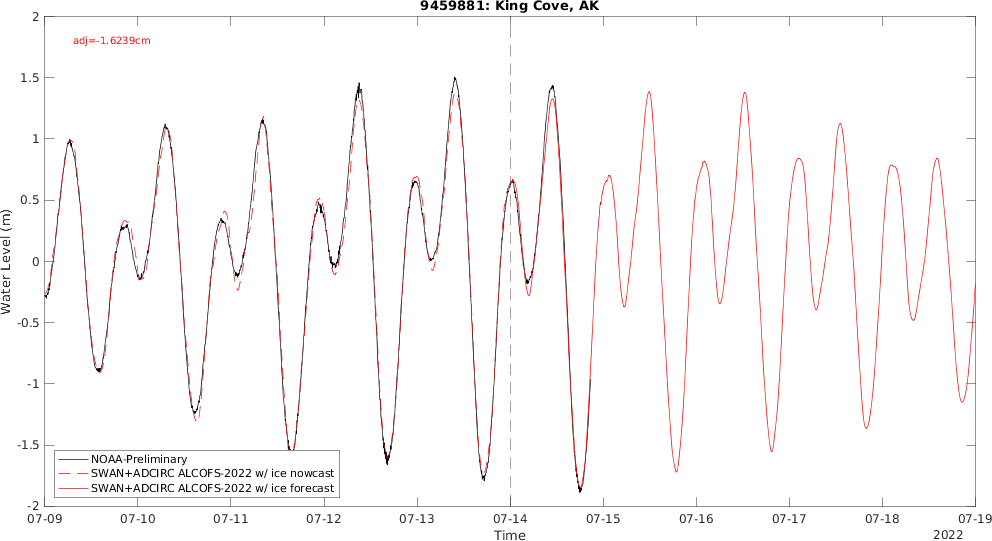 9459881: King Cove, AK
adj=-1.6239cm
2
1.5
1
0.5
0
-0.5
-1
-1.5
-2
Water Level (m)
NOAA-Preliminary
SWAN+ADCIRC ALCOFS-2022 w/ ice nowcast
SWAN+ADCIRC ALCOFS-2022 w/ ice forecast
07-09 07-10 07-11 07-12 07-13 07-14 07-15 07-16 07-17 07-18 07-19
Time
2022